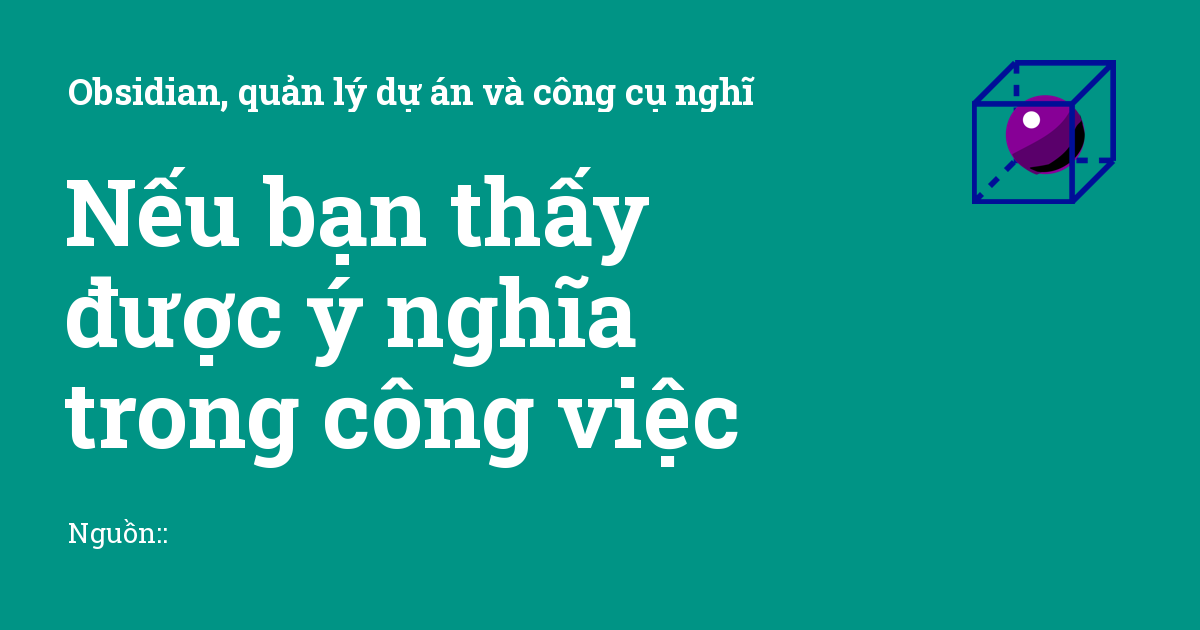 Obsidian, quản lý dự án và công cụ nghĩ
Nếu bạn thấy
được ý nghĩa
trong công việc
Nguồn::